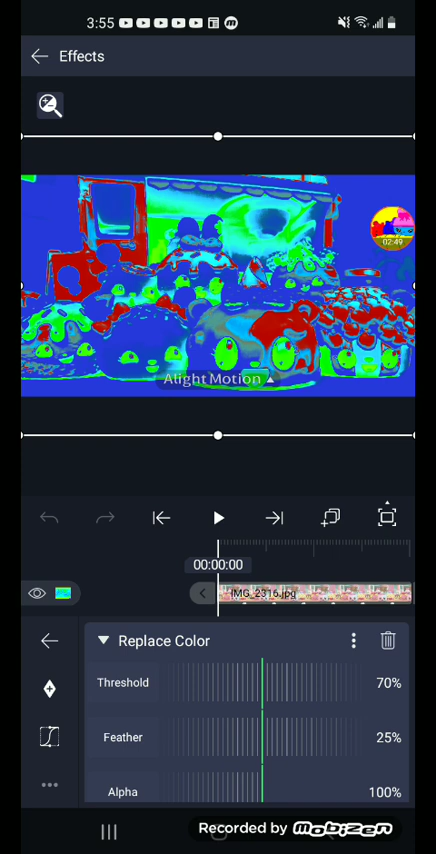 3:55
Effects
02:49
Alight Motion
00:00:00
IMG_2316.jpg
Replace Color
Threshold
70%
Feather
25%
Alpha
100%
Recorded by Mobizen